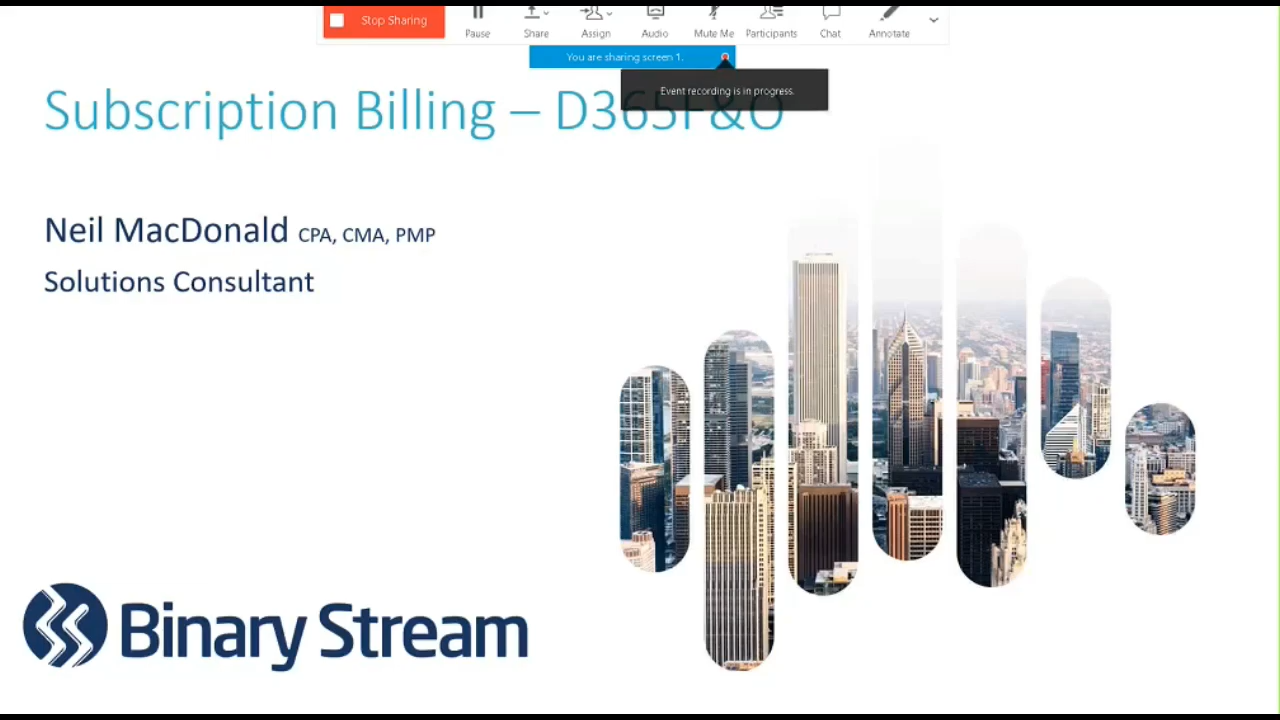 Stop Sharing
Pause
Share
Assign
Audio
Mute Me
Participants
Chat
Annotate
You are sharing screen 1.
Event recording is in progress.
Subscription Billing – D365F&O
Neil MacDonald CPA, CMA, PMP
Solutions Consultant
Binary Stream